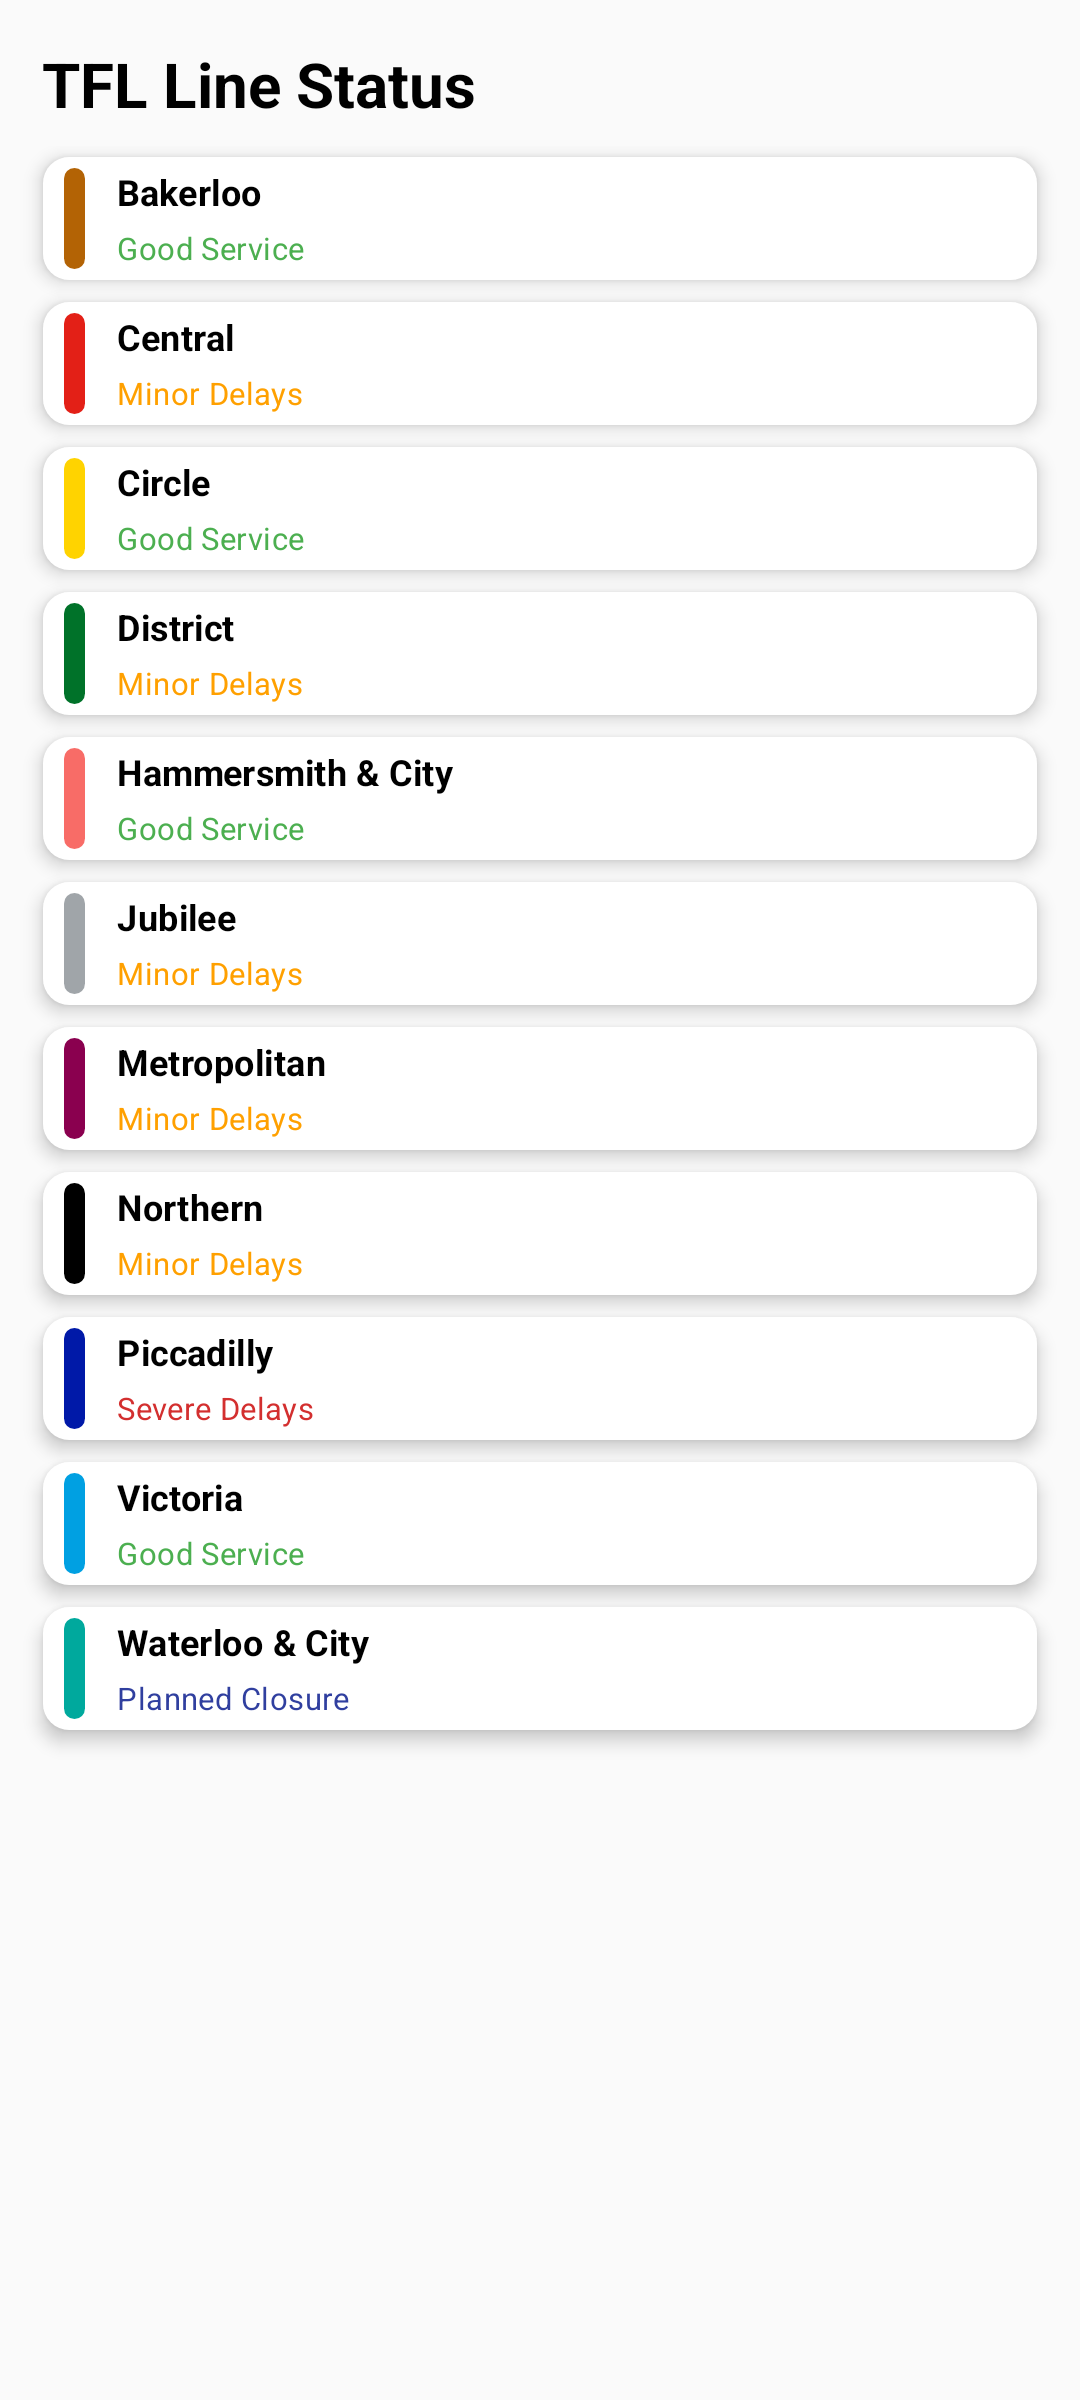 TFL Line Status
Bakerloo
Good Service
Central
Minor Delays
Circle
Good Service
District
Minor Delays
Hammersmith & City
Good Service
Jubilee
Minor Delays
Metropolitan
Minor Delays
Northern
Minor Delays
Piccadilly
Severe Delays
Victoria
Good Service
Waterloo & City
Planned Closure